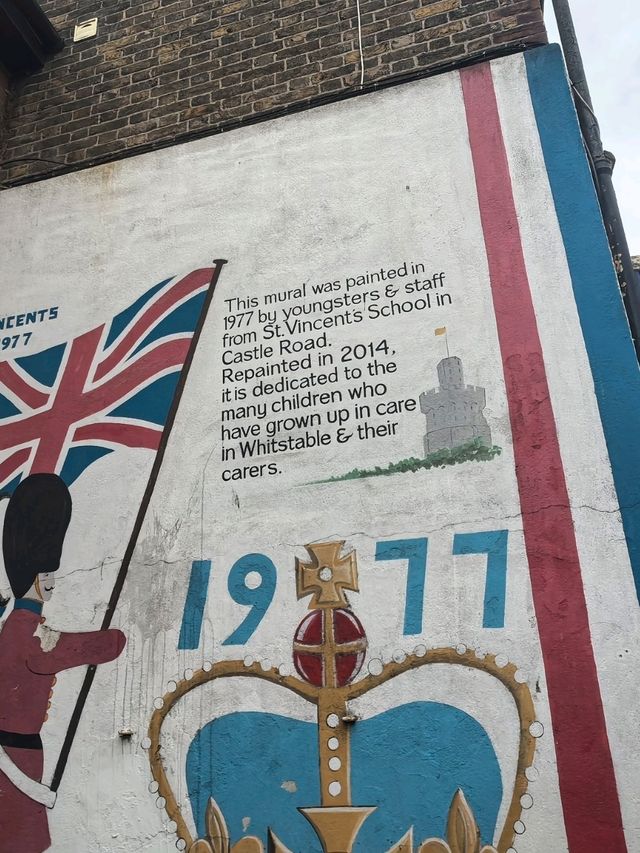 NCENTS
977
This mural was painted in
1977 by youngsters & staff
from St.Vincent's School in
Castle Road.
Repainted in 2014,
it is dedicated to the
many children who
have grown up in care
in Whitstable & their
carers.
1977